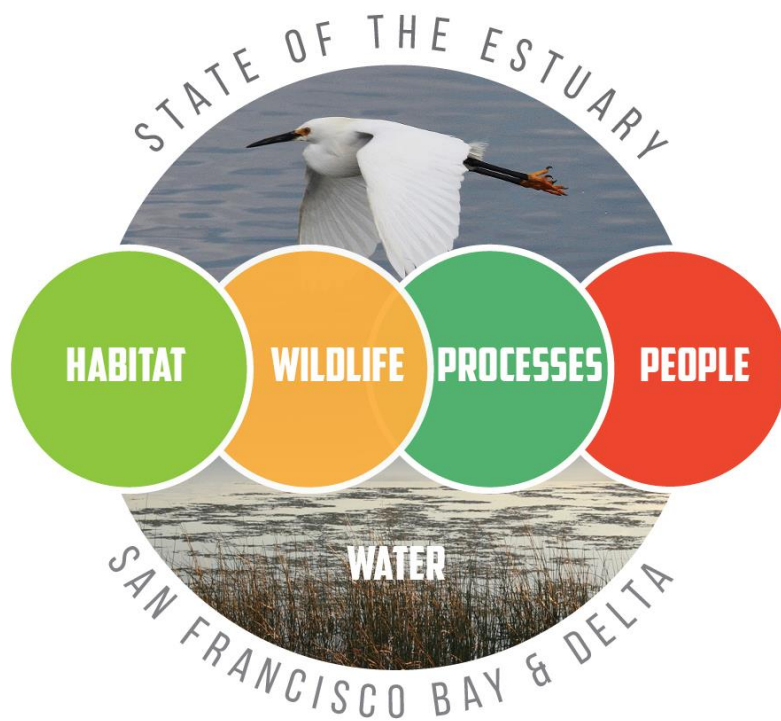 STATE OF THE ESTUARY
HABITAT
WILDLIFE
PROCESSES
PEOPLE
WATER
SAN FRANCISCO BAY & DELTA